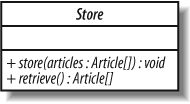 Store
+ store(articles : Article[]) : void
+ retrieve() : Article[]